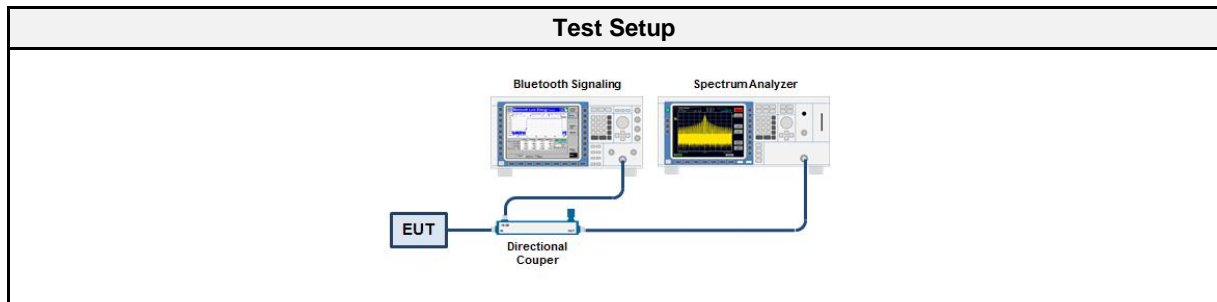 Test Setup
Bluetooth Signaling
Spectrum Analyzer
EUT
Directional
Couper